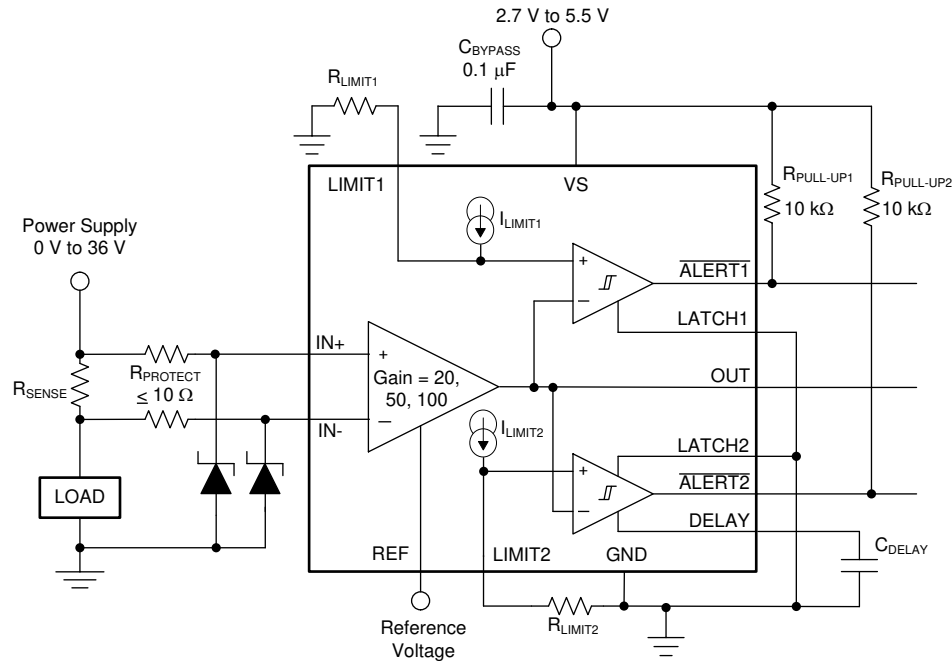 2.7 V to 5.5 V
CBYPASS
0.1 μF
RLIMIT1
LIMIT1
VS
RPULL-UP1
10 kΩ
RPULL-UP2
10 kΩ
Power Supply
0 V to 36 V
ILIMIT1
+
−
ALERT1
LATCH1
IN+
RSENSE
RPROTECT
≤ 10 Ω
+
Gain = 20,
50, 100
−
OUT
IN-
ILIMIT2
LATCH2
+
−
ALERT2
LOAD
DELAY
REF
LIMIT2
GND
CDELAY
RLIMIT2
Reference
Voltage